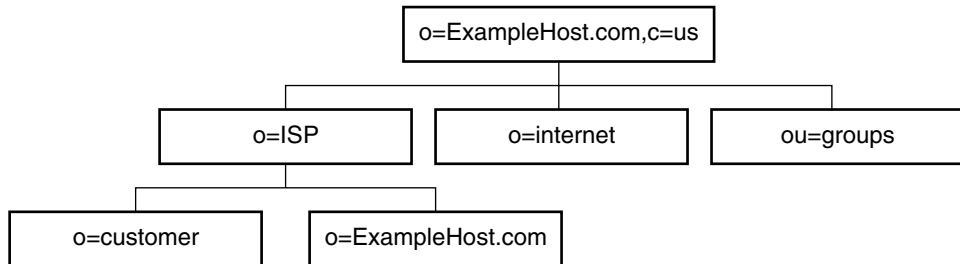 o=ExampleHost.com,c=us
o=ISP
o=internet
ou=groups
o=customer
o=ExampleHost.com